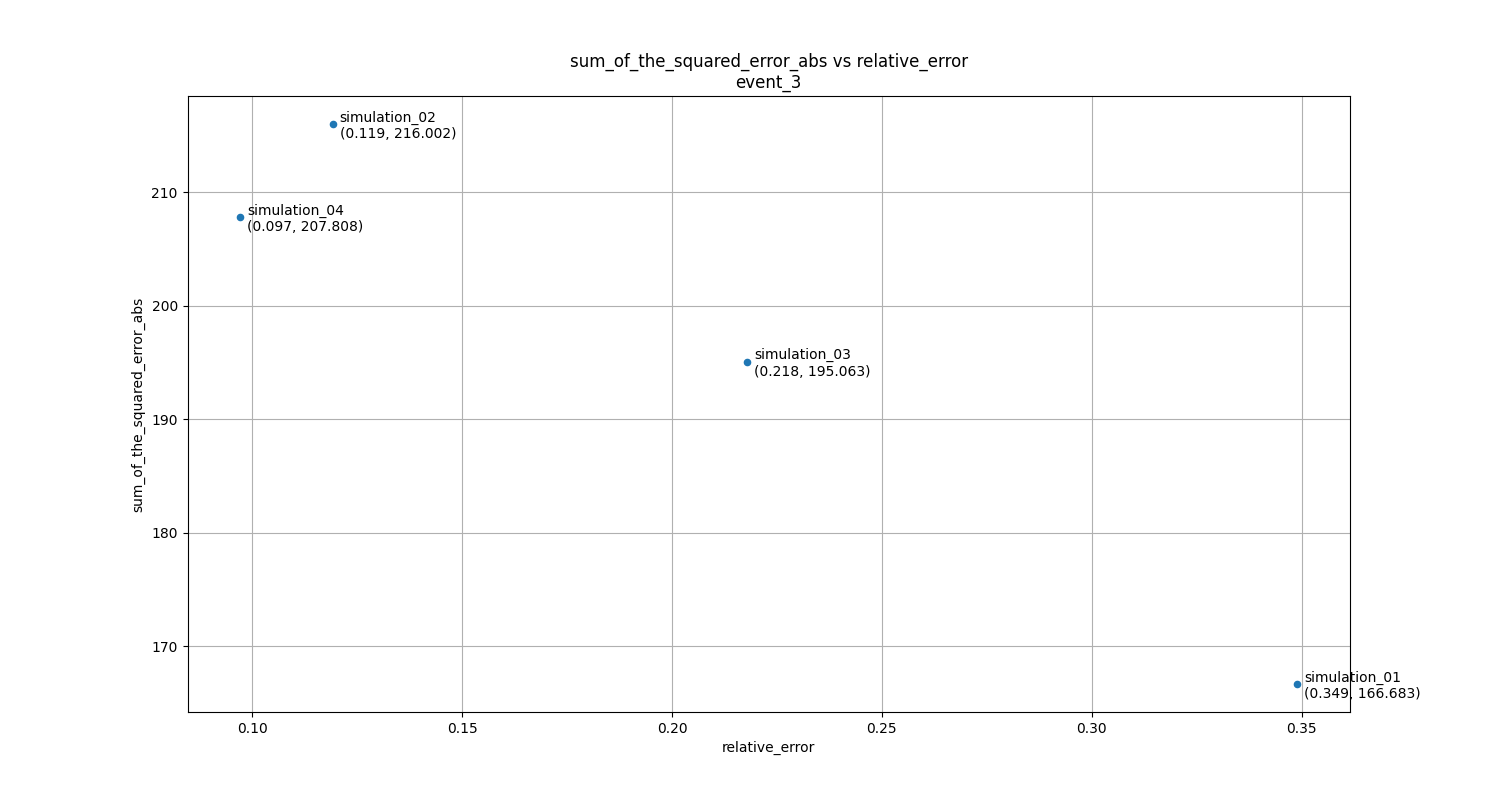 sum_of_the_squared_error_abs vs relative_error
event_3
simulation_02
(0.119, 216.002)
simulation_04
(0.097, 207.808)
simulation_03
(0.218, 195.063)
simulation_01
(0.349, 166.683)
210
200
190
180
170
sum_of_the_squared_error_abs
0.10
0.15
0.20
0.25
0.30
0.35
relative_error